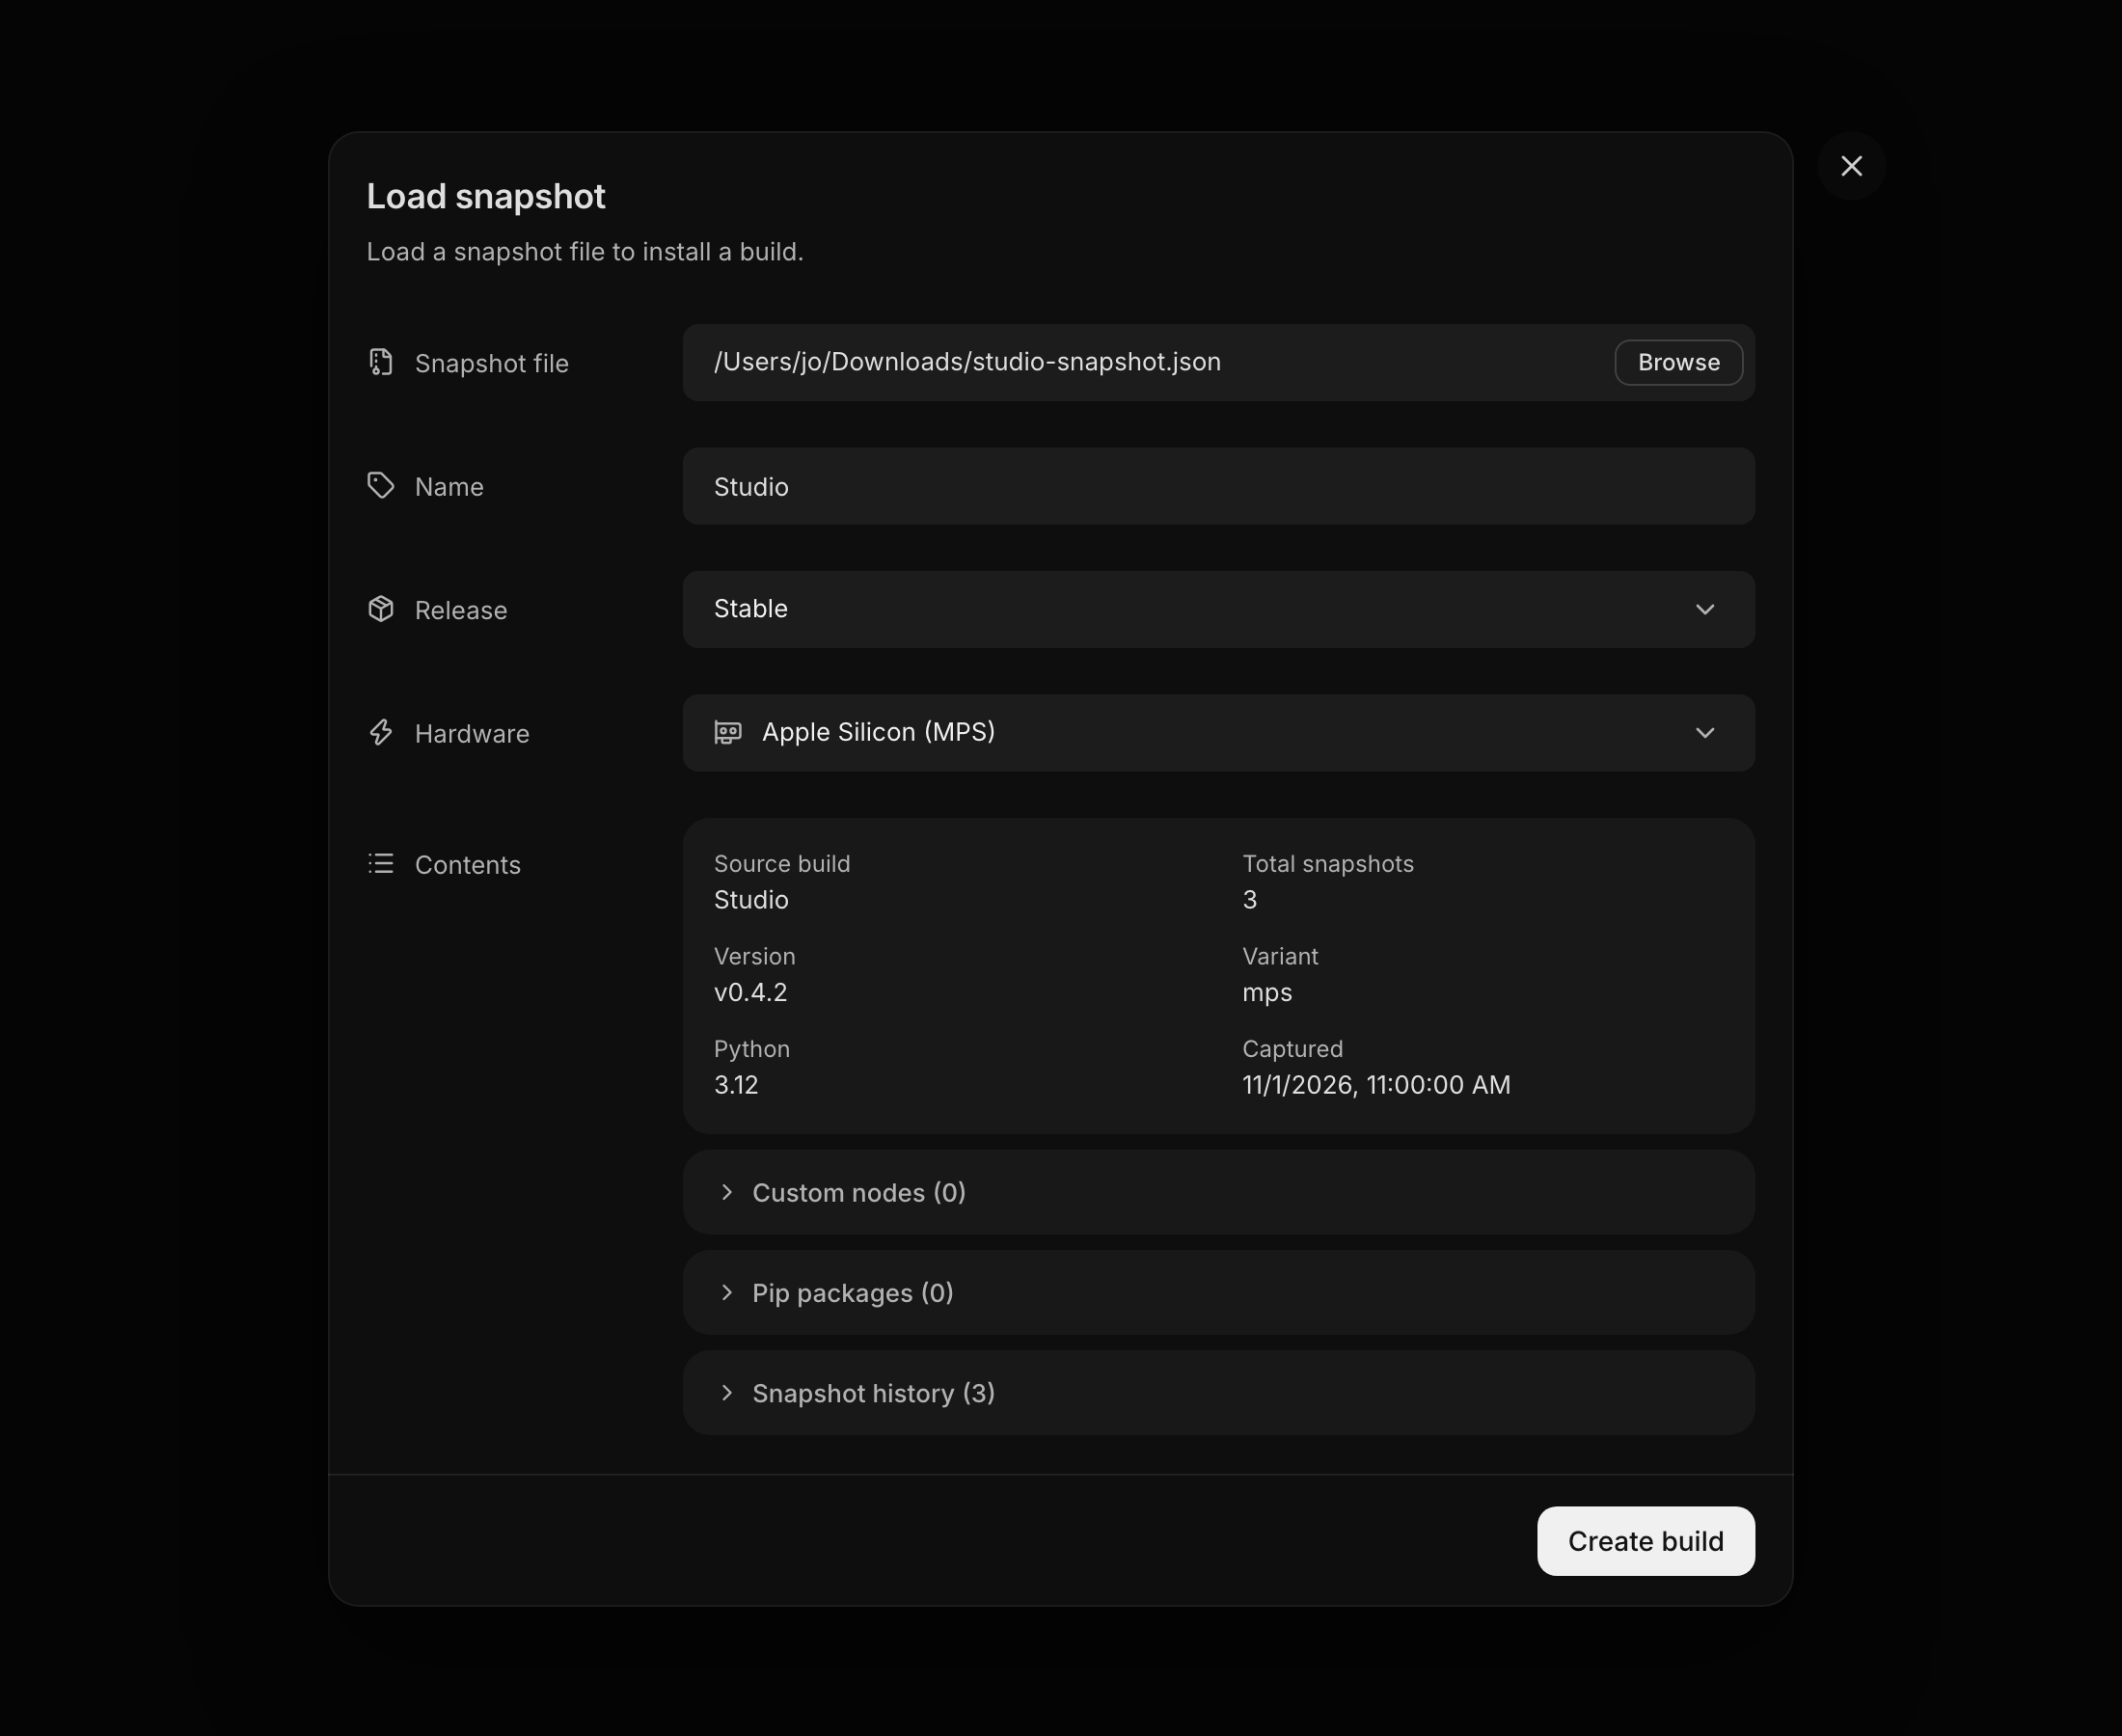 Load snapshot
Load a snapshot file to install a build.
Snapshot file
/Users/jo/Downloads/studio-snapshot.json
Browse
Name
Studio
Release
Stable
Hardware
Apple Silicon (MPS)
Contents
Source build
Studio
Total snapshots
3
Version
v0.4.2
Variant
mps
Python
3.12
Captured
11/1/2026, 11:00:00 AM
Custom nodes (0)
Pip packages (0)
Snapshot history (3)
Create build